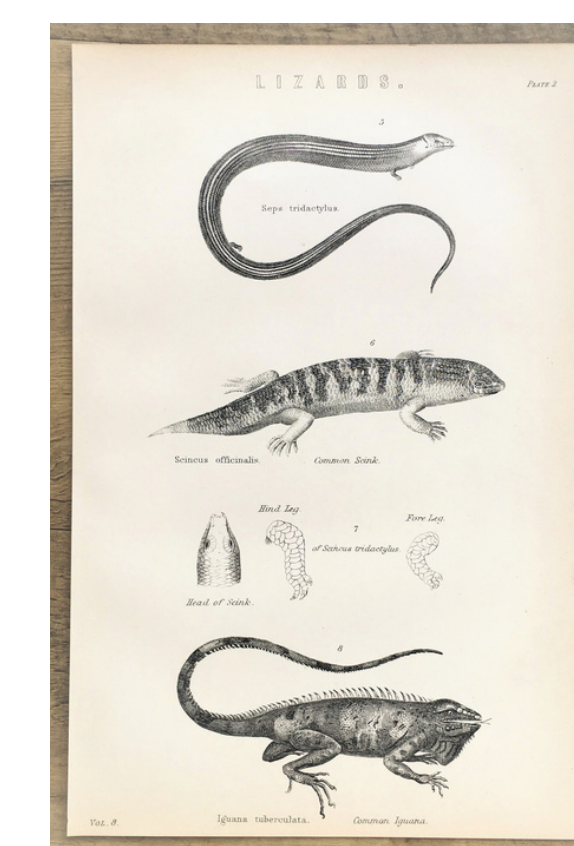 LIZARDS.
PLATE 2
5
Seps tridactylus.
6
Scincus officinalis. Common Scink.
Hind Leg
7
Fore Leg.
of Scincus tridactylus.
Head of Scink.
8
Iguana tuberculata. Common Iguana.
VOL. 8.